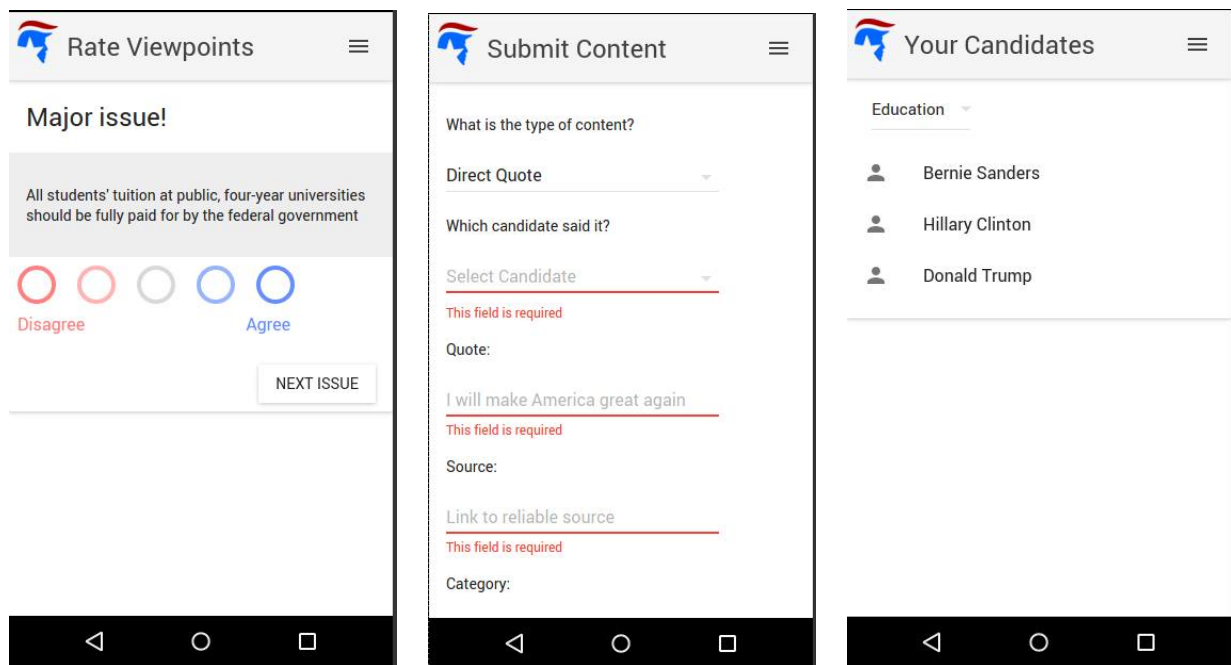 Rate Viewpoints
Major issue!
All students' tuition at public, four-year universities
should be fully paid for by the federal government
Disagree
Agree
NEXT ISSUE
Submit Content
What is the type of content?
Direct Quote
Which candidate said it?
Select Candidate
This field is required
Quote:
I will make America great again
This field is required
Source:
Link to reliable source
This field is required
Category:
Your Candidates
Education
Bernie Sanders
Hillary Clinton
Donald Trump